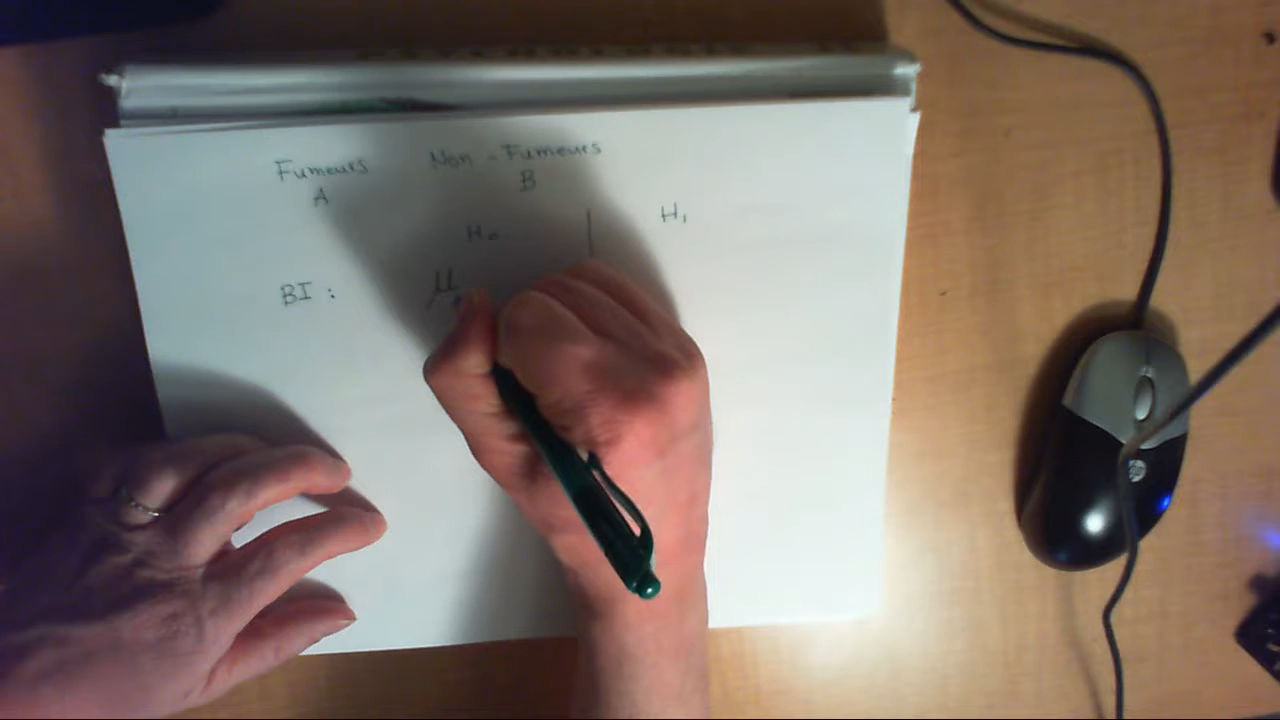 Fumeurs Non - Fumeurs
A B
H₀ | H₁
BI : μ